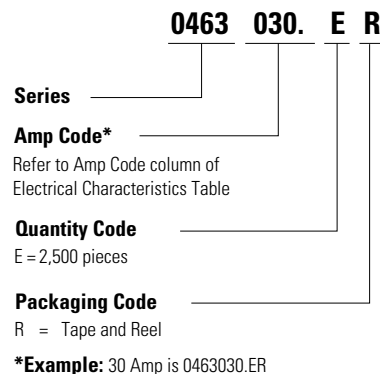 0463 030. E R
Series
Amp Code*
Refer to Amp Code column of
Electrical Characteristics Table
Quantity Code
E = 2,500 pieces
Packaging Code
R = Tape and Reel
*Example: 30 Amp is 0463030.ER